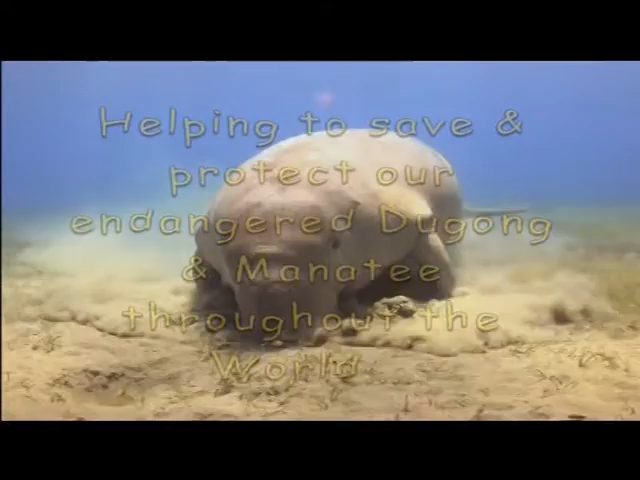 Helping to save &
protect our
endangered Dugong
& Manatee
throughout the
World